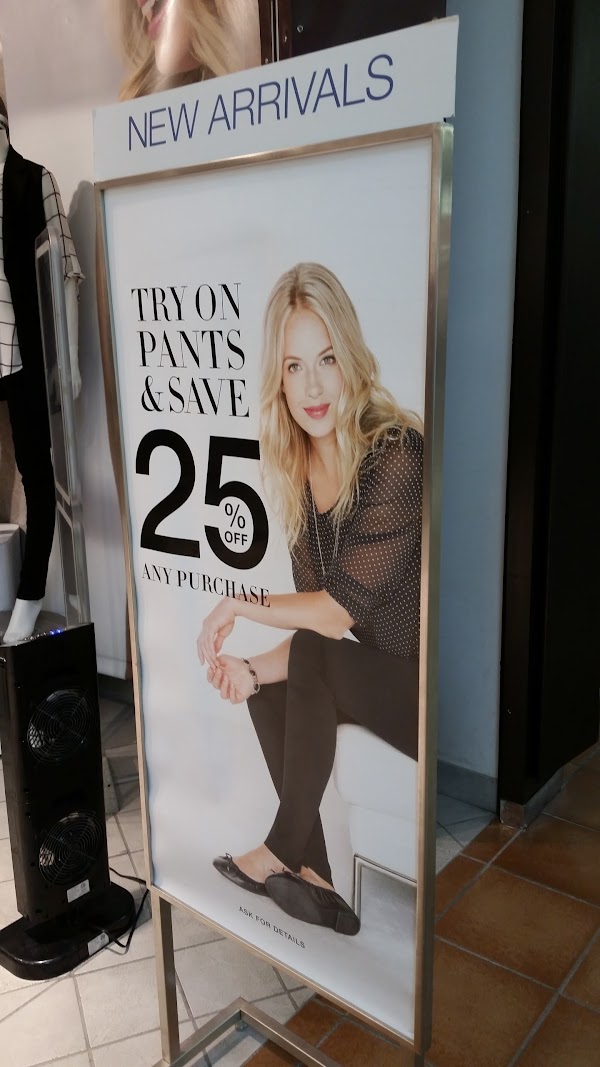 NEW ARRIVALS
TRY ON
PANTS
& SAVE
25% OFF
ANY PURCHASE
ASK FOR DETAILS